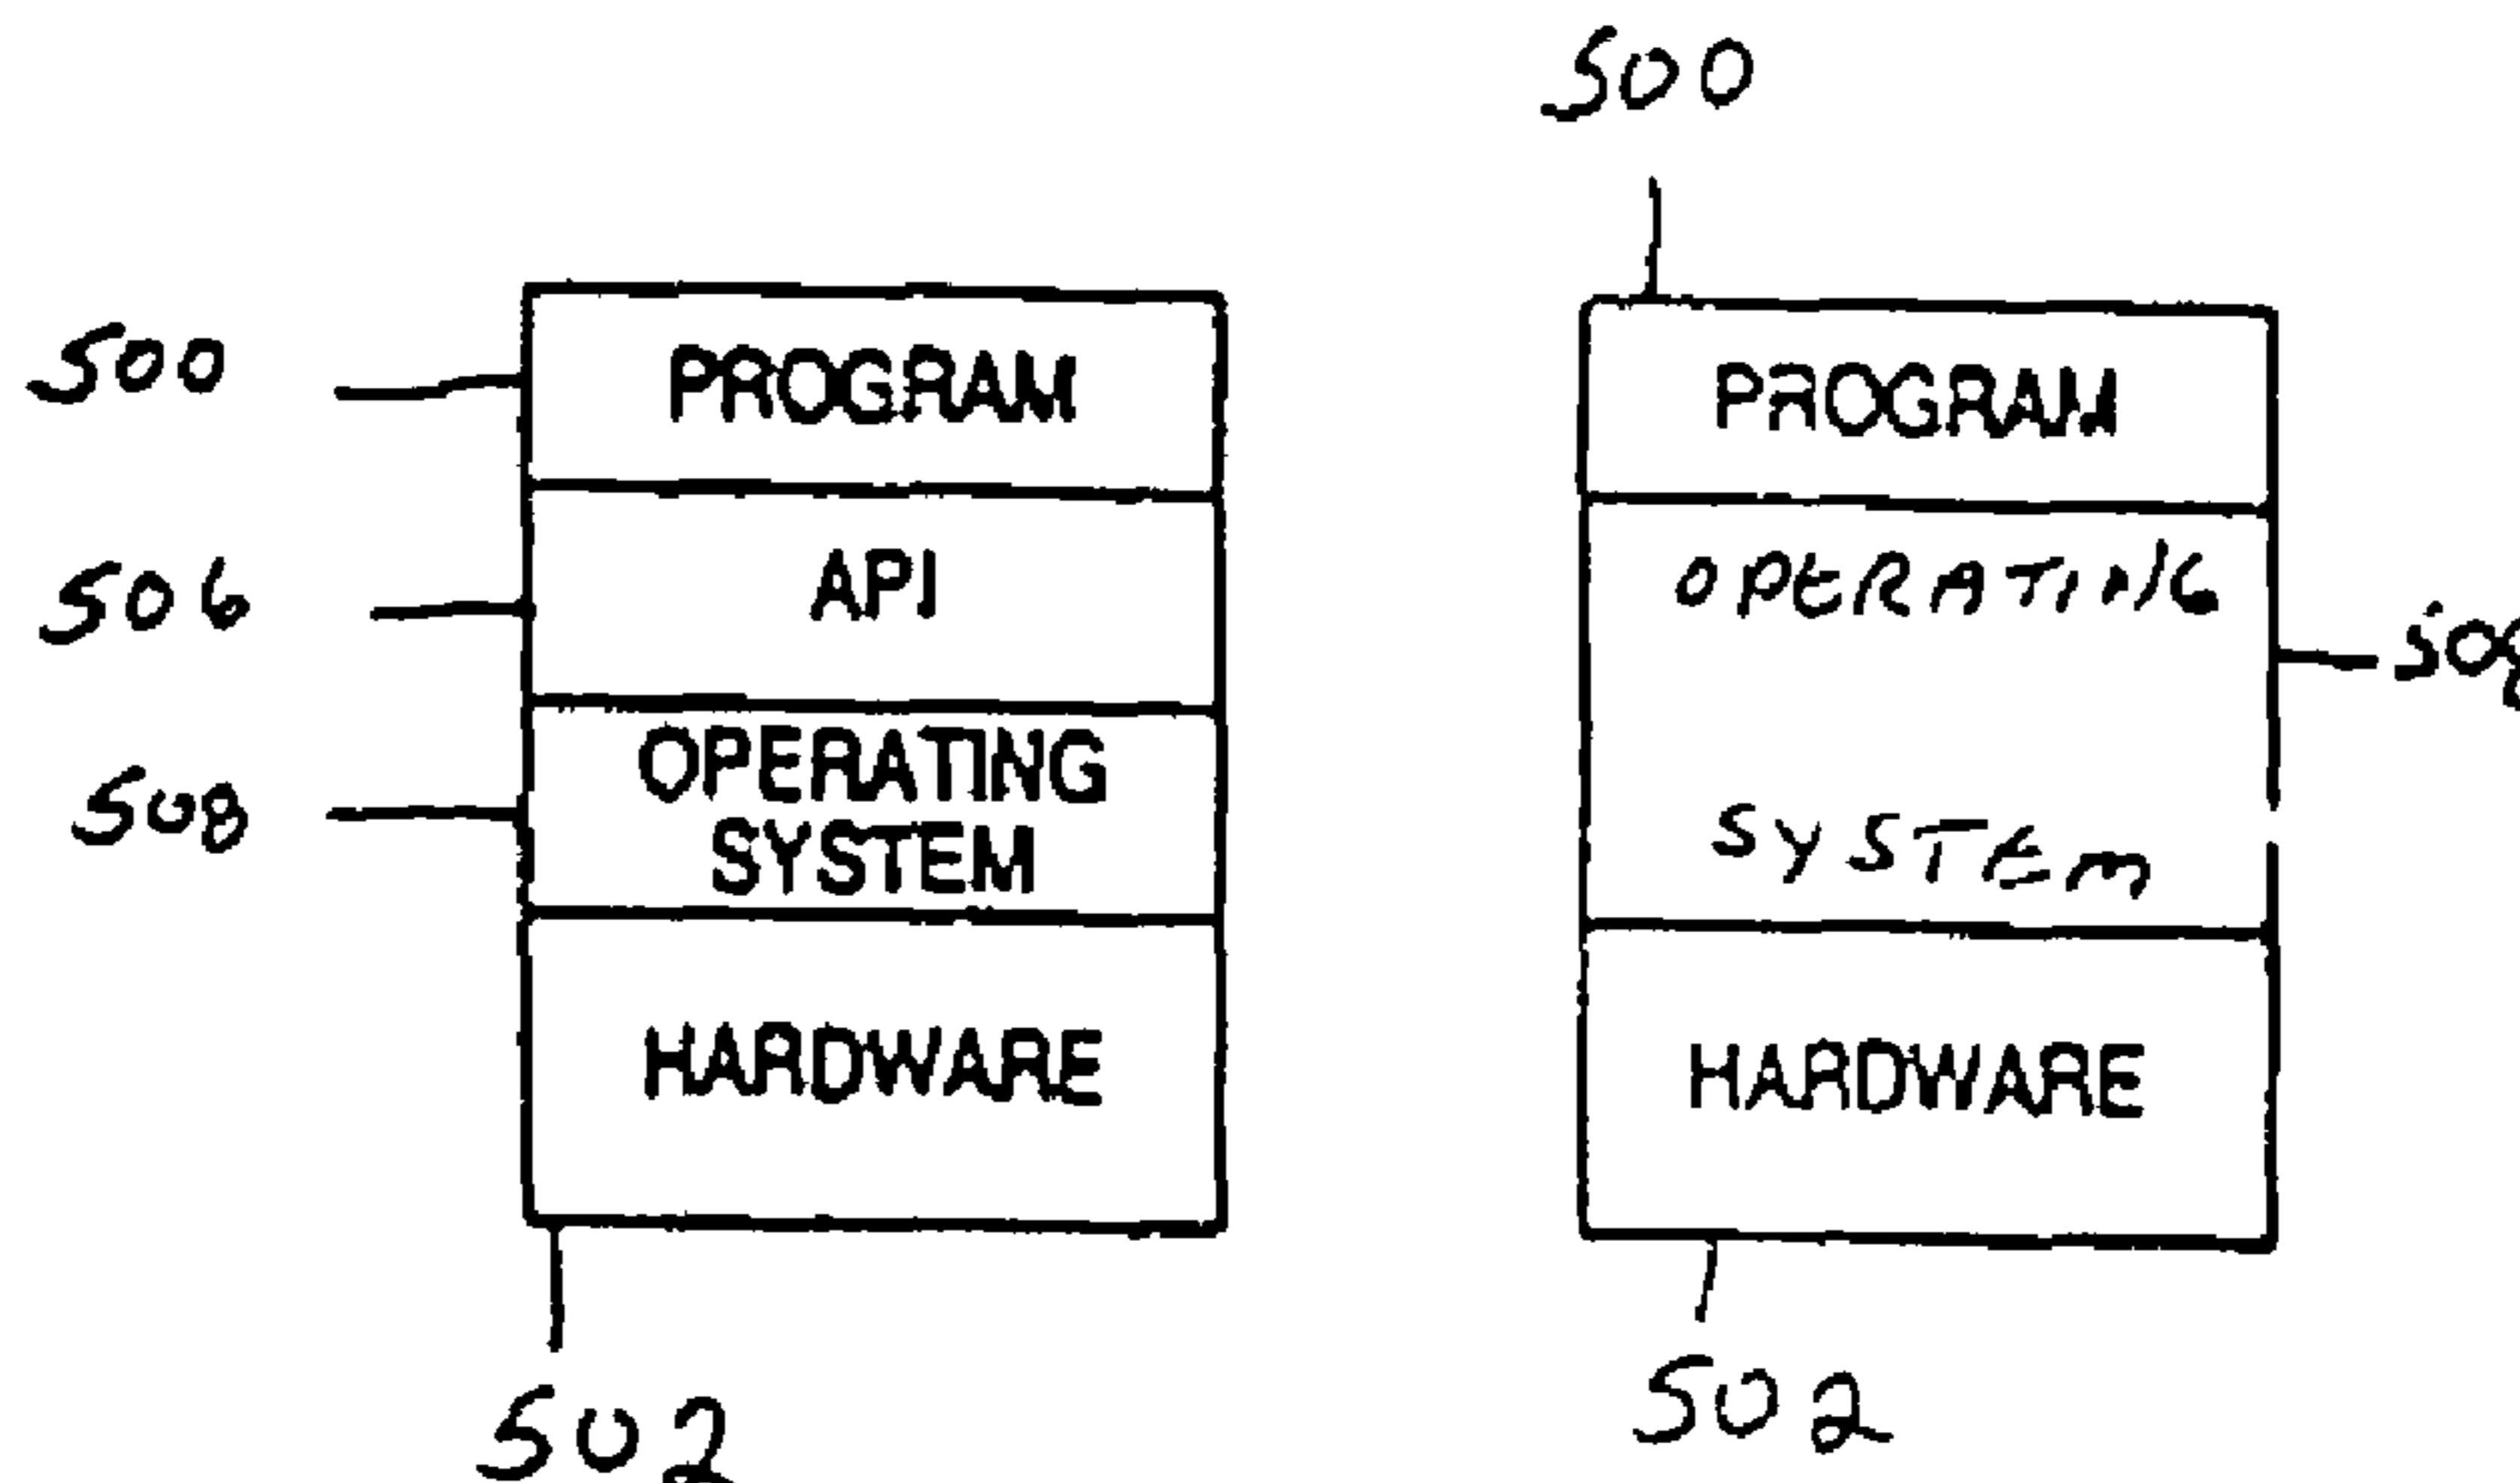 500
PROGRAM
506
API
508
OPERATING
SYSTEM
HARDWARE
502
500
PROGRAM
OPERATING
SYSTEM
HARDWARE
502